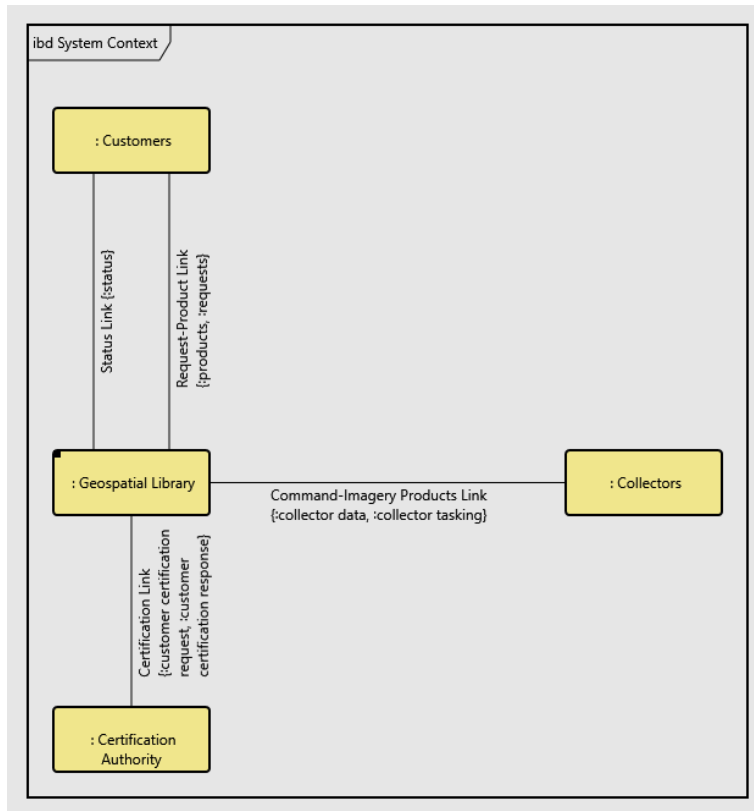 ibd System Context
: Customers
Status Link {:status}
Request-Product Link
{:products, :requests}
: Geospatial Library
Command-Imagery Products Link
{:collector data, :collector tasking}
: Collectors
Certification Link
{:customer certification
request, :customer
certification response}
: Certification
Authority